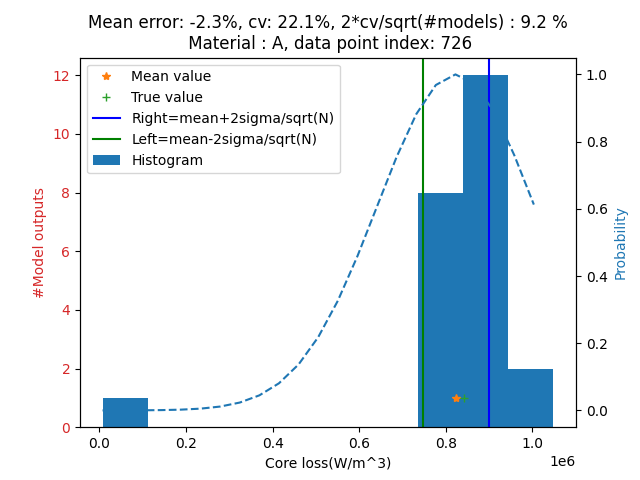 Mean error: -2.3%, cv: 22.1%, 2*cv/sqrt(#models) : 9.2 %
Material : A, data point index: 726
Mean value
True value
Right=mean+2sigma/sqrt(N)
Left=mean-2sigma/sqrt(N)
Histogram
12
10
8
6
4
2
0
#Model outputs
1.0
0.8
0.6
0.4
0.2
0.0
Probability
0.0 0.2 0.4 0.6 0.8 1.0
1e6
Core loss(W/m^3)